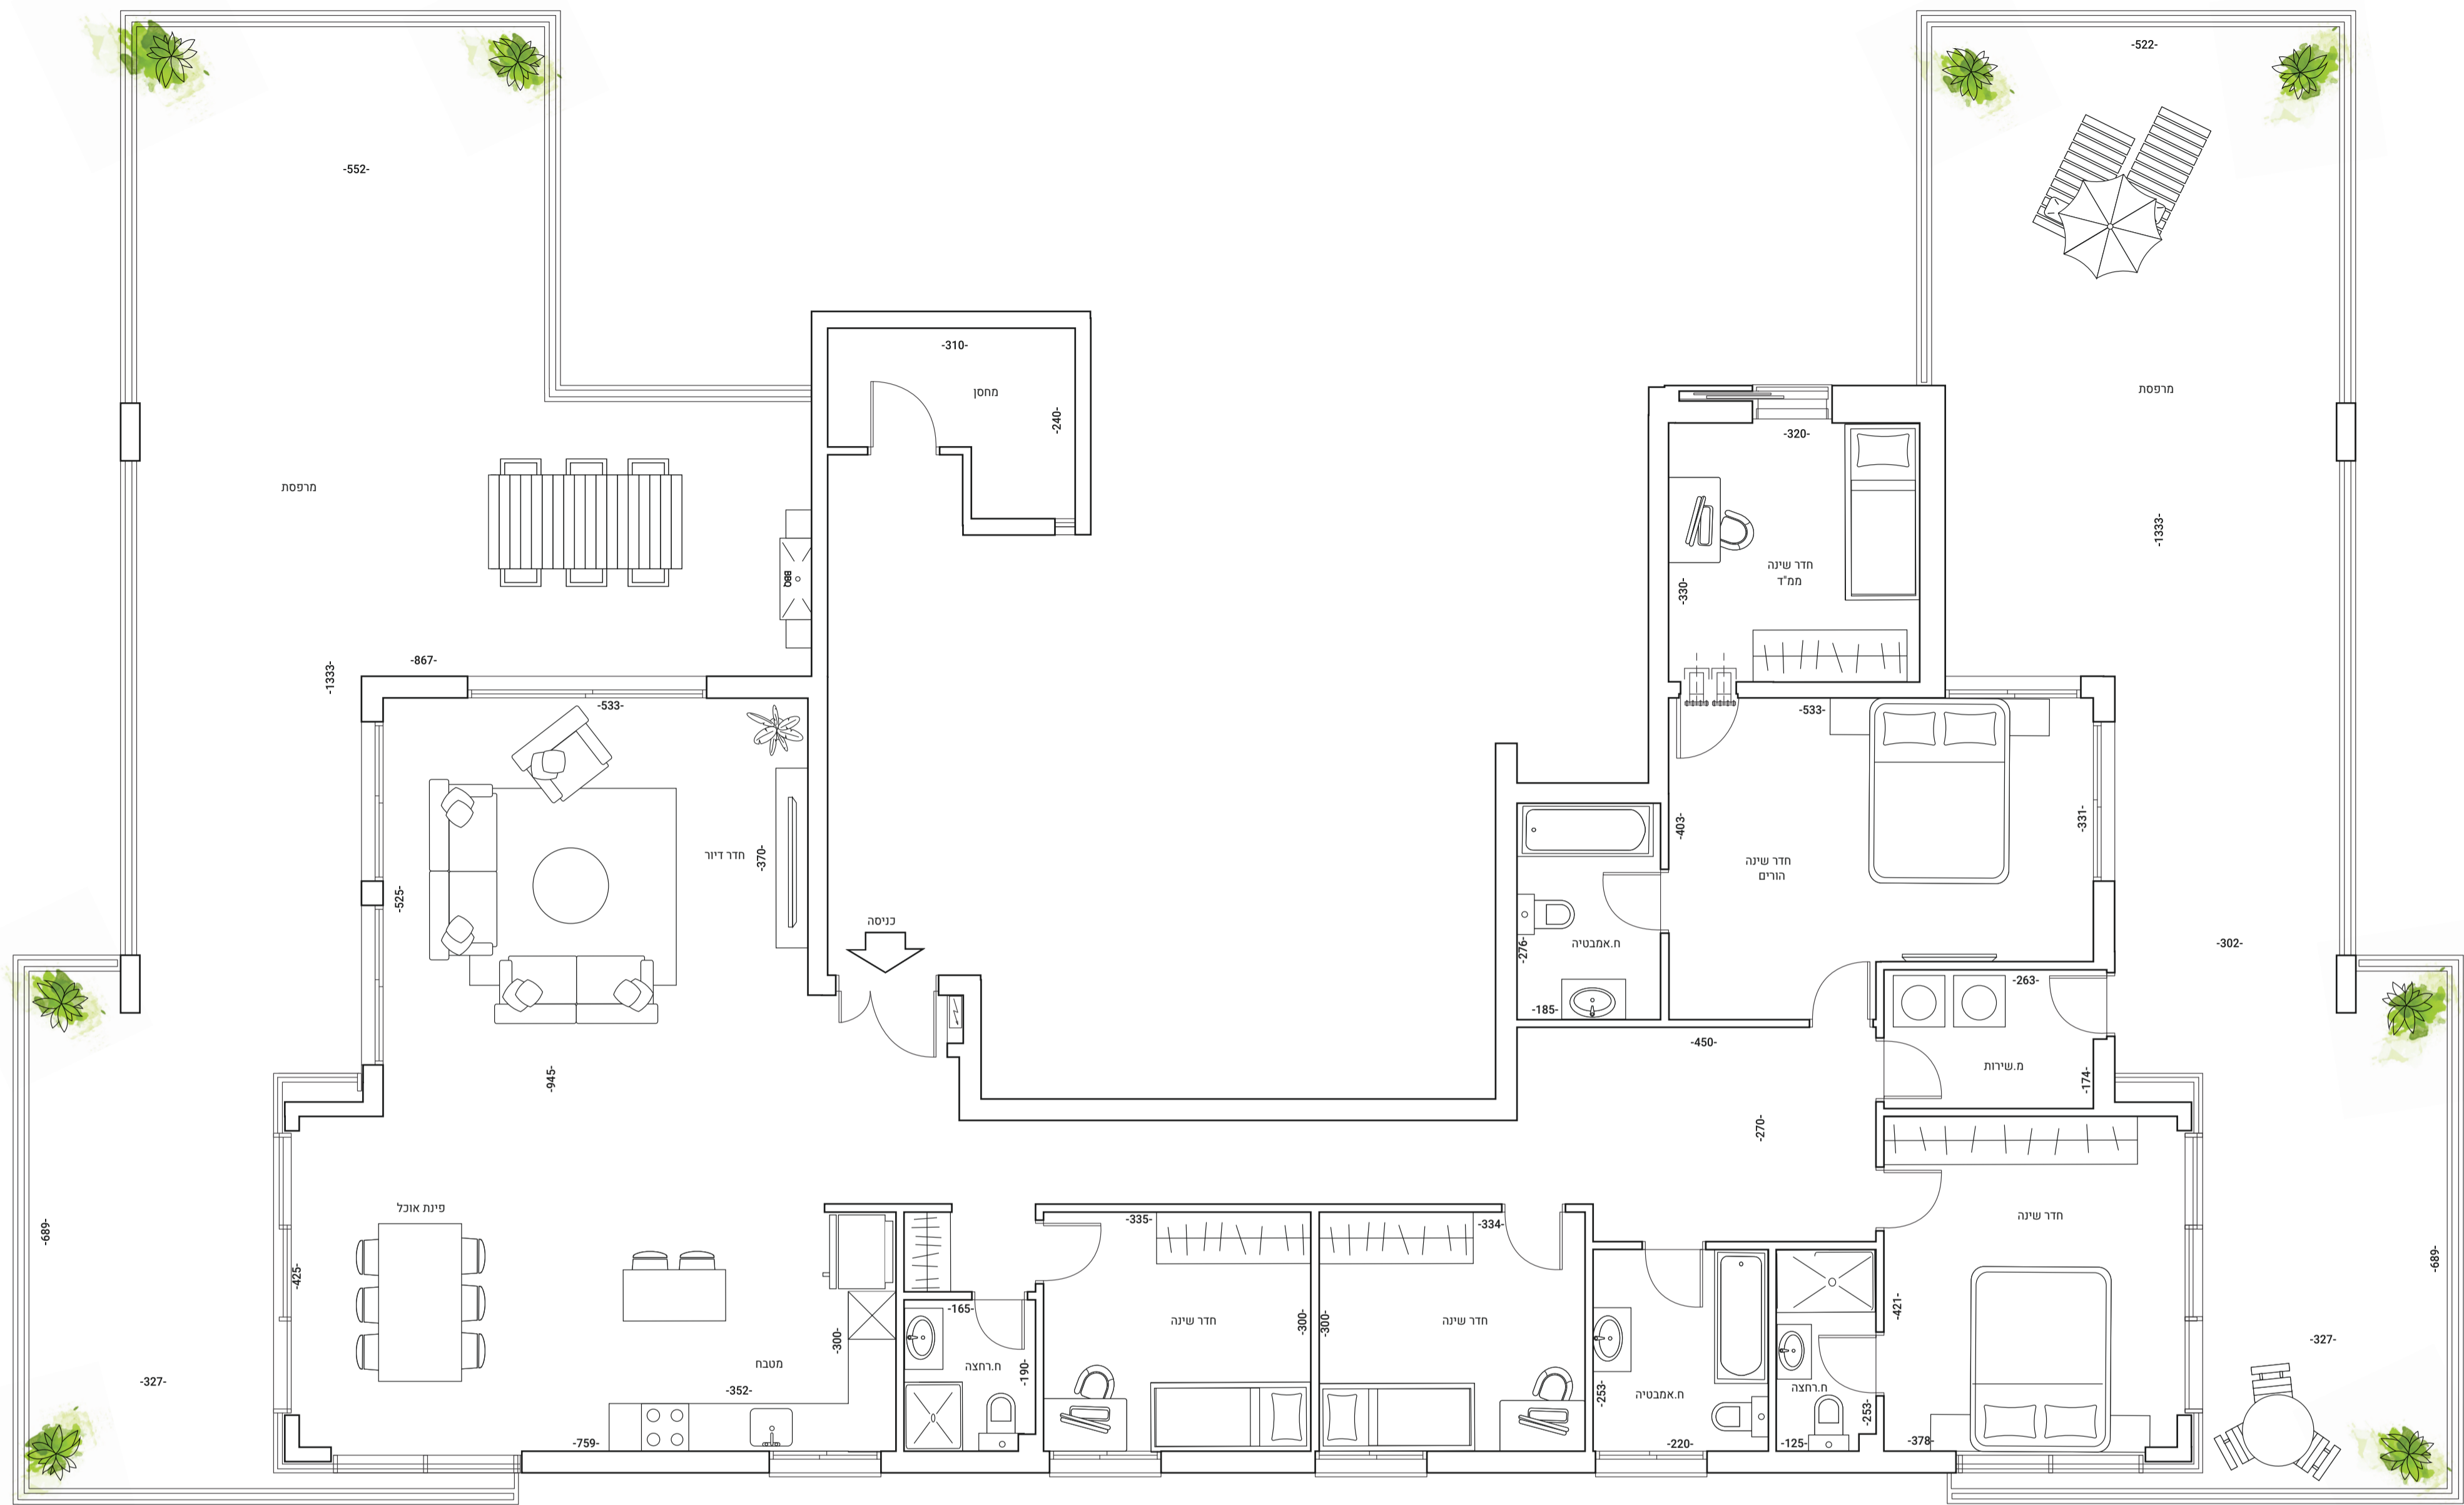 -522-
-552-
-310-
מחסן
-240-
מרפסת
-320-
מרפסת
-1333-
BBQ
חדר שינה
ממ"ד
-330-
-867-
-1333-
-533-
-533-
-403-
-331-
חדר דיור
-370-
חדר שינה
הורים
-525-
כניסה
ח.אמבטיה
-276-
-302-
-263-
-185-
-450-
מ.שירות
-174-
-945-
-270-
פינת אוכל
-335-
-334-
חדר שינה
-689-
-689-
-425-
-165-
-421-
חדר שינה
-300-
-300-
חדר שינה
-300-
-327-
מטבח
ח.רחצה
-190-
-327-
-352-
ח.רחצה
ח.אמבטיה
-253-
-253-
-759-
-220-
-125-
-378-